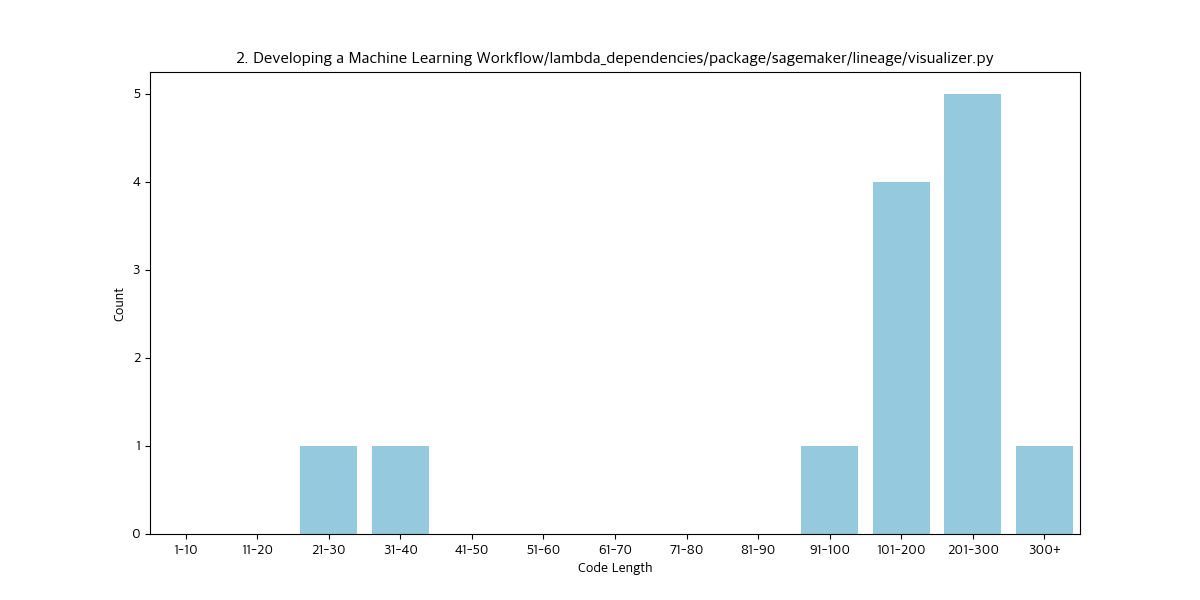 2. Developing a Machine Learning Workflow/lambda_dependencies/package/sagemaker/lineage/visualizer.py
5
4
3
2
1
0
Count
1-10 11-20 21-30 31-40 41-50 51-60 61-70 71-80 81-90 91-100 101-200 201-300 300+
Code Length